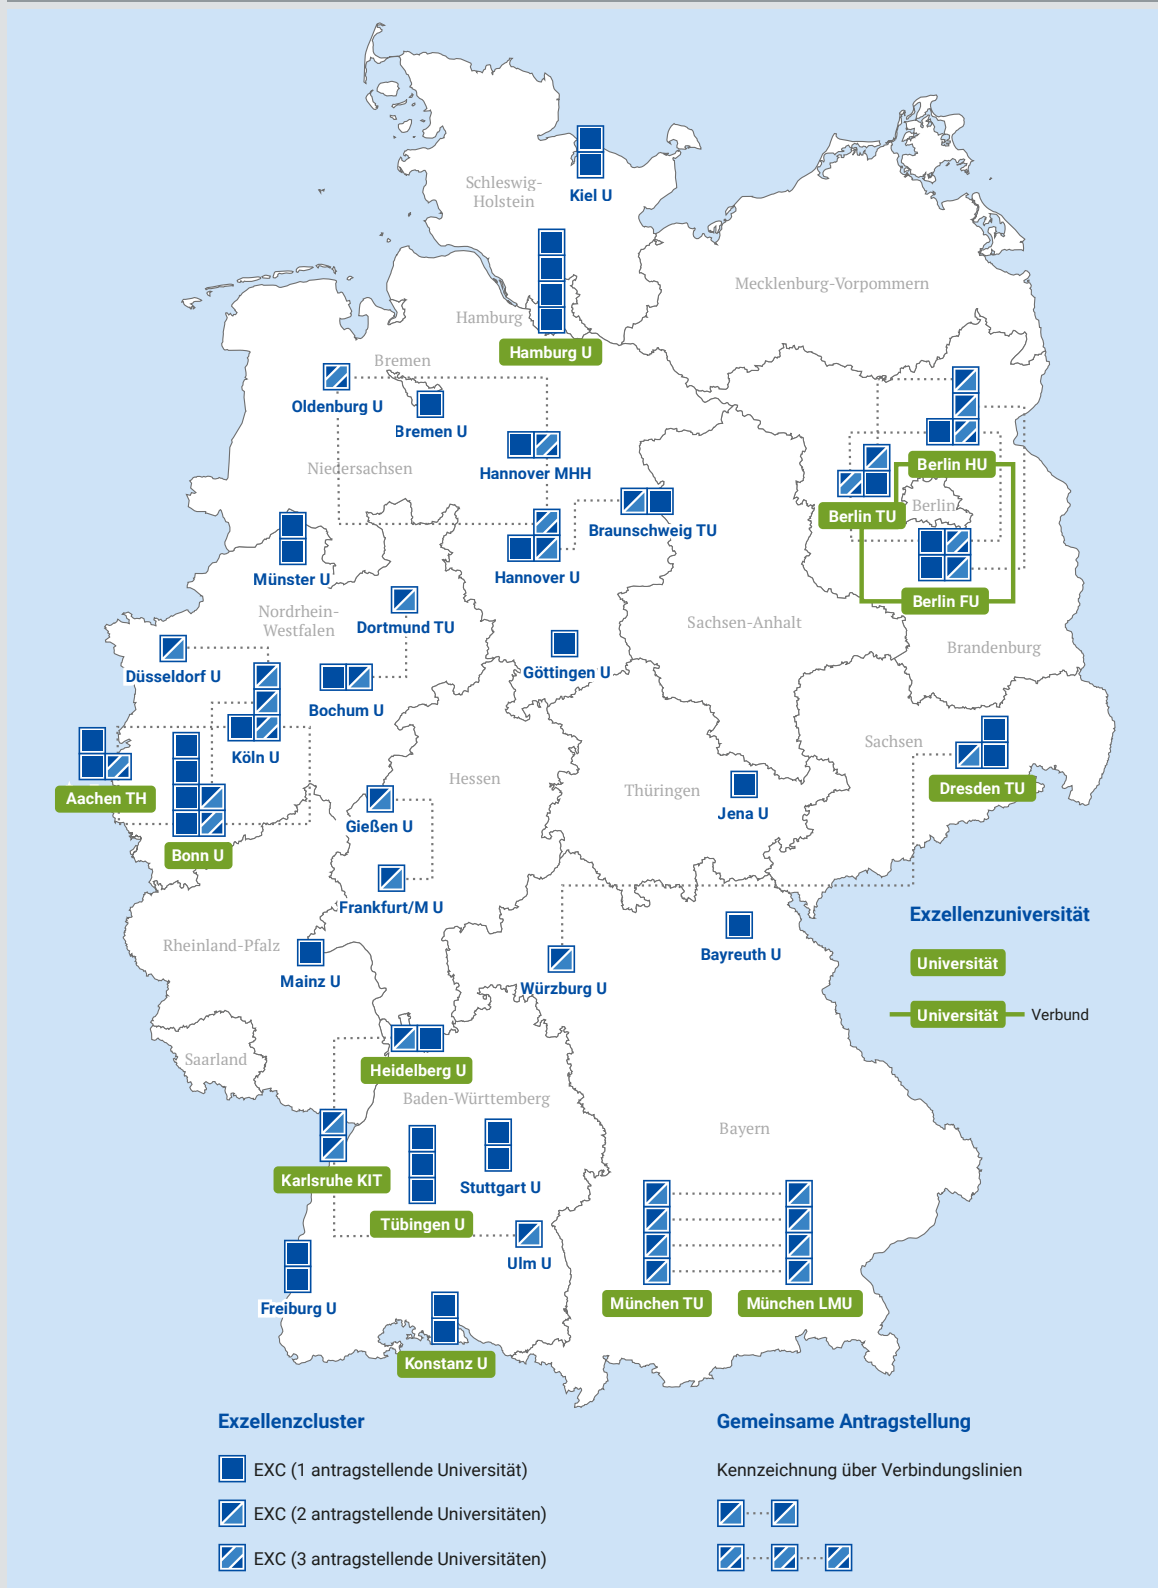 Schleswig-
Holstein
Kiel U
Mecklenburg-Vorpommern
Hamburg
Hamburg U
Bremen
Oldenburg U
Bremen U
Hannover MHH
Niedersachsen
Berlin HU
Berlin
Berlin TU
Braunschweig TU
Münster U
Hannover U
Berlin FU
Nordrhein-
Westfalen
Dortmund TU
Sachsen-Anhalt
Brandenburg
Düsseldorf U
Göttingen U
Bochum U
Köln U
Sachsen
Hessen
Thüringen
Dresden TU
Aachen TH
Gießen U
Jena U
Bonn U
Frankfurt/M U
Exzellenzuniversität
Rheinland-Pfalz
Bayreuth U
Universität
Mainz U
Würzburg U
Universität
Verbund
Saarland
Heidelberg U
Baden-Württemberg
Bayern
Karlsruhe KIT
Stuttgart U
Tübingen U
Ulm U
Freiburg U
München TU
München LMU
Konstanz U
Exzellenzcluster
EXC (1 antragstellende Universität)
EXC (2 antragstellende Universitäten)
EXC (3 antragstellende Universitäten)
Gemeinsame Antragstellung
Kennzeichnung über Verbindungslinien